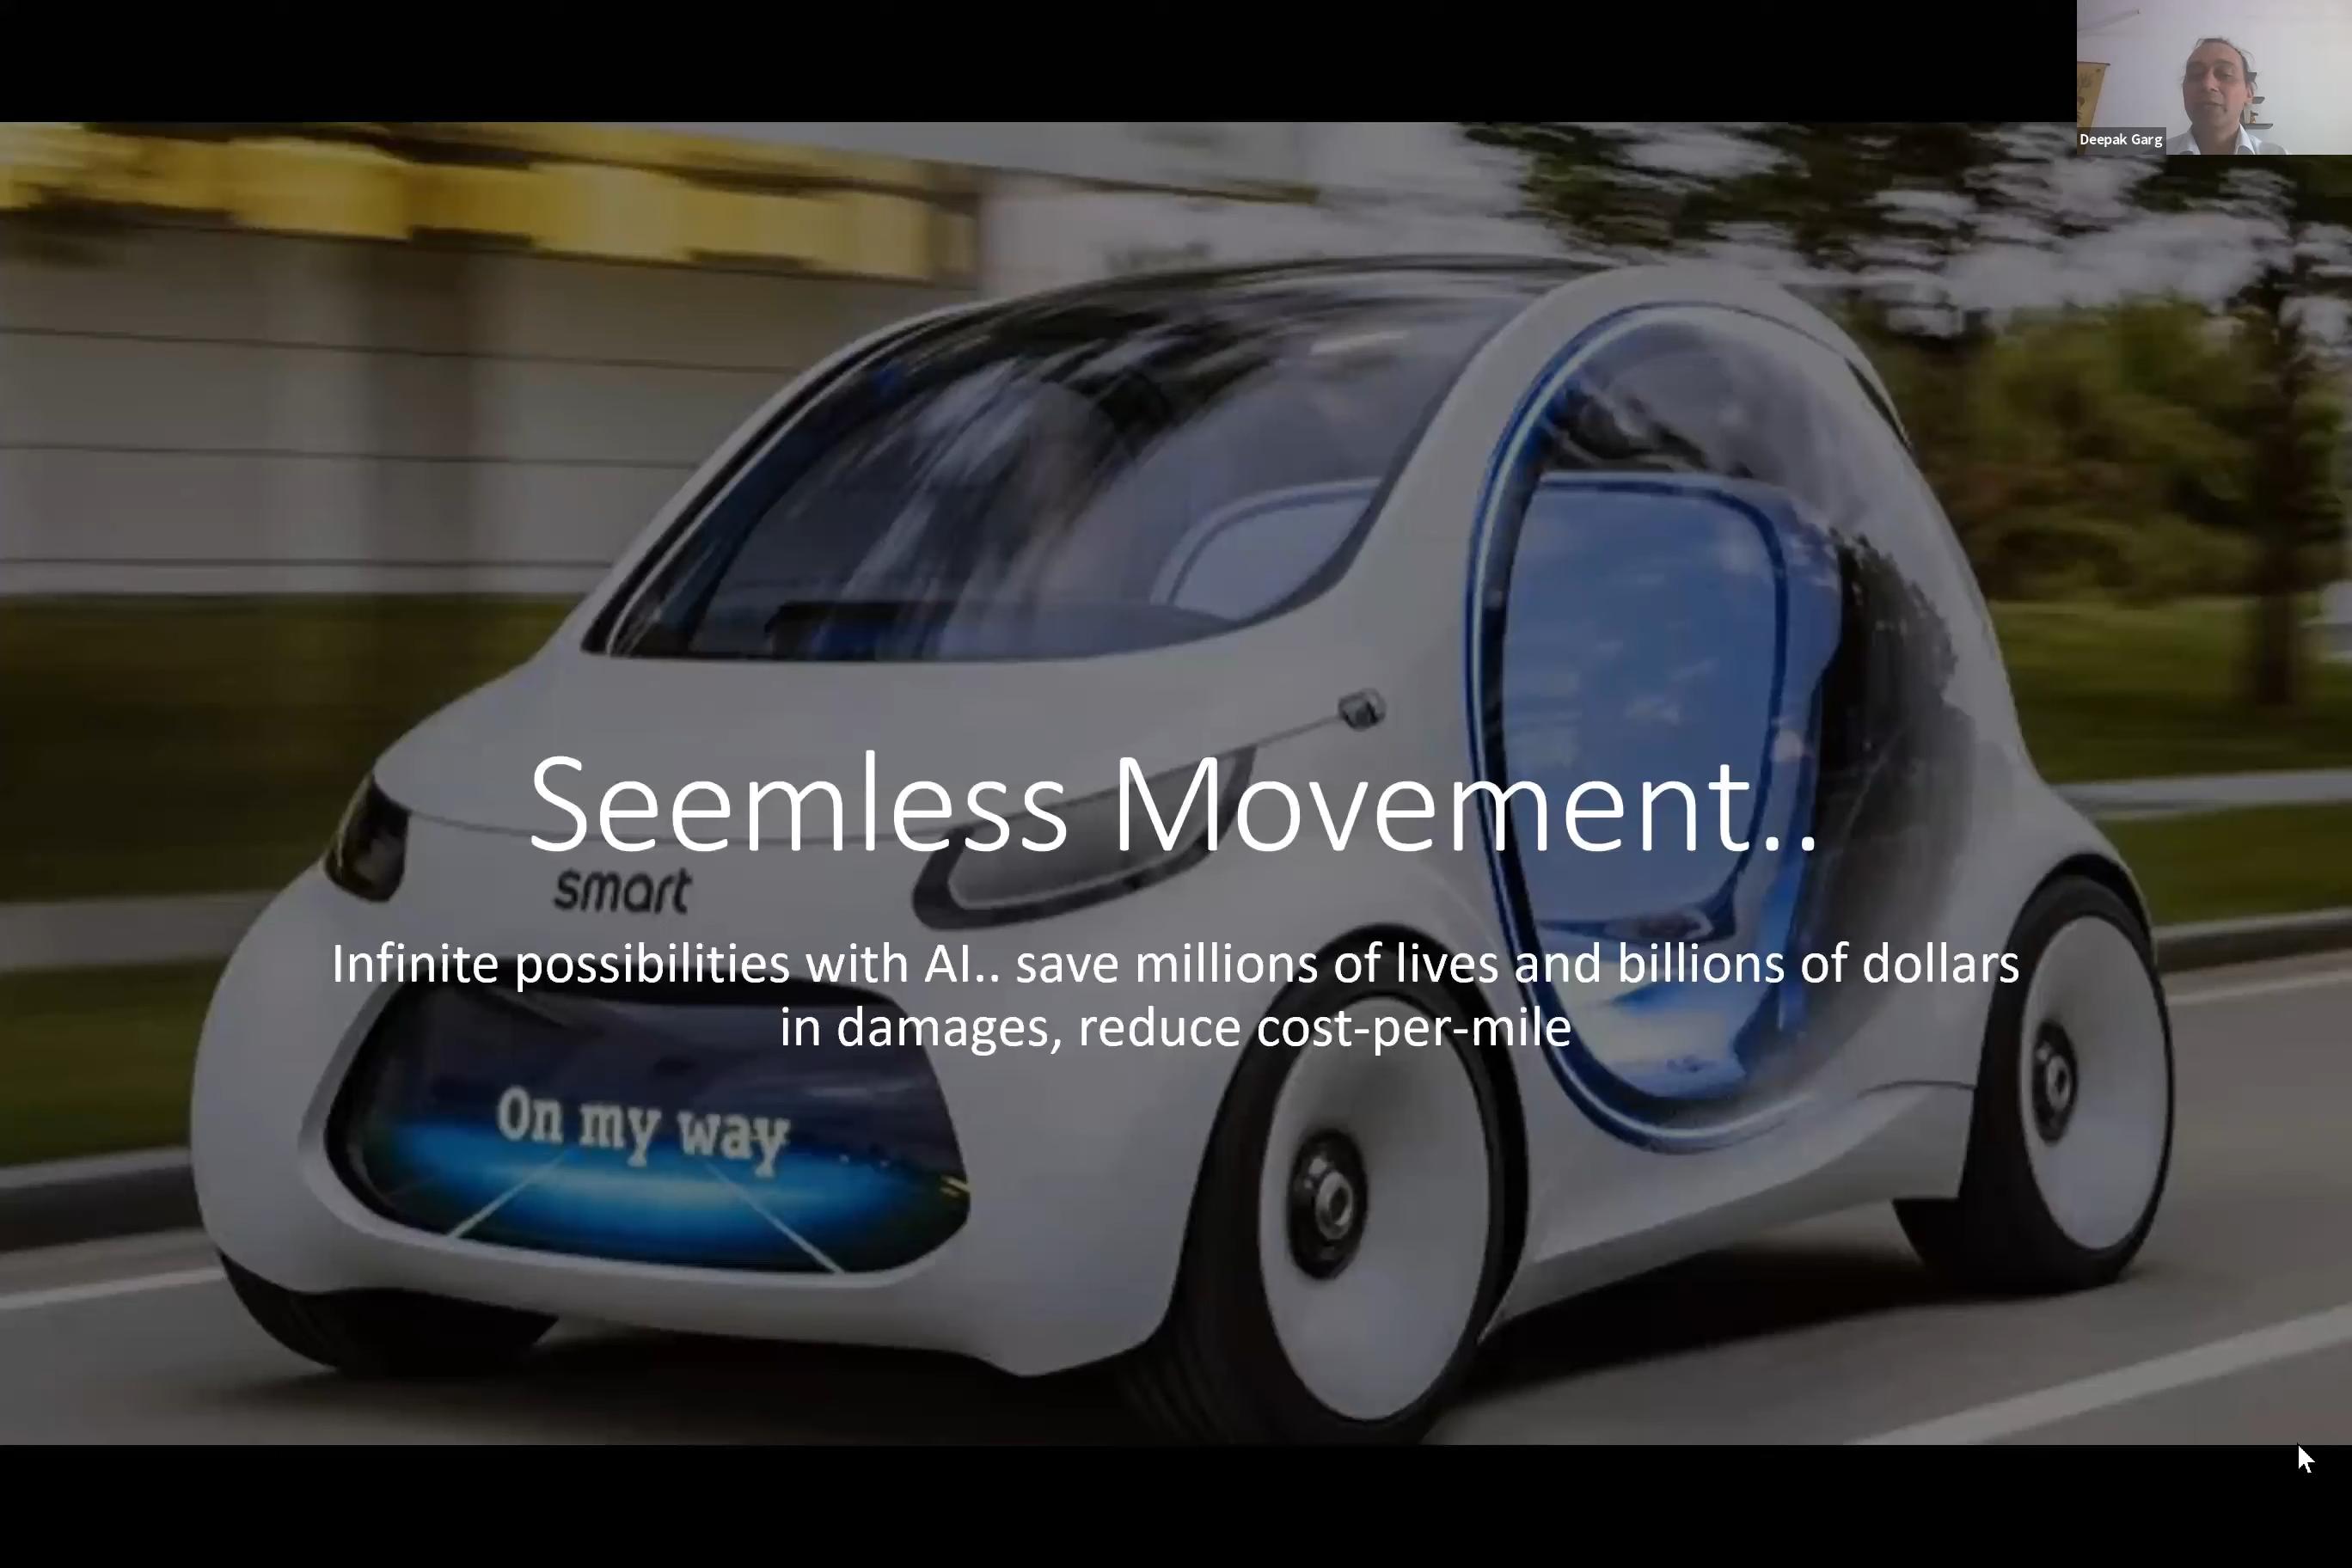 Deepak Garg
Seemless Movement..
smart
Infinite possibilities with AI.. save millions of lives and billions of dollars
in damages, reduce cost-per-mile
On my way